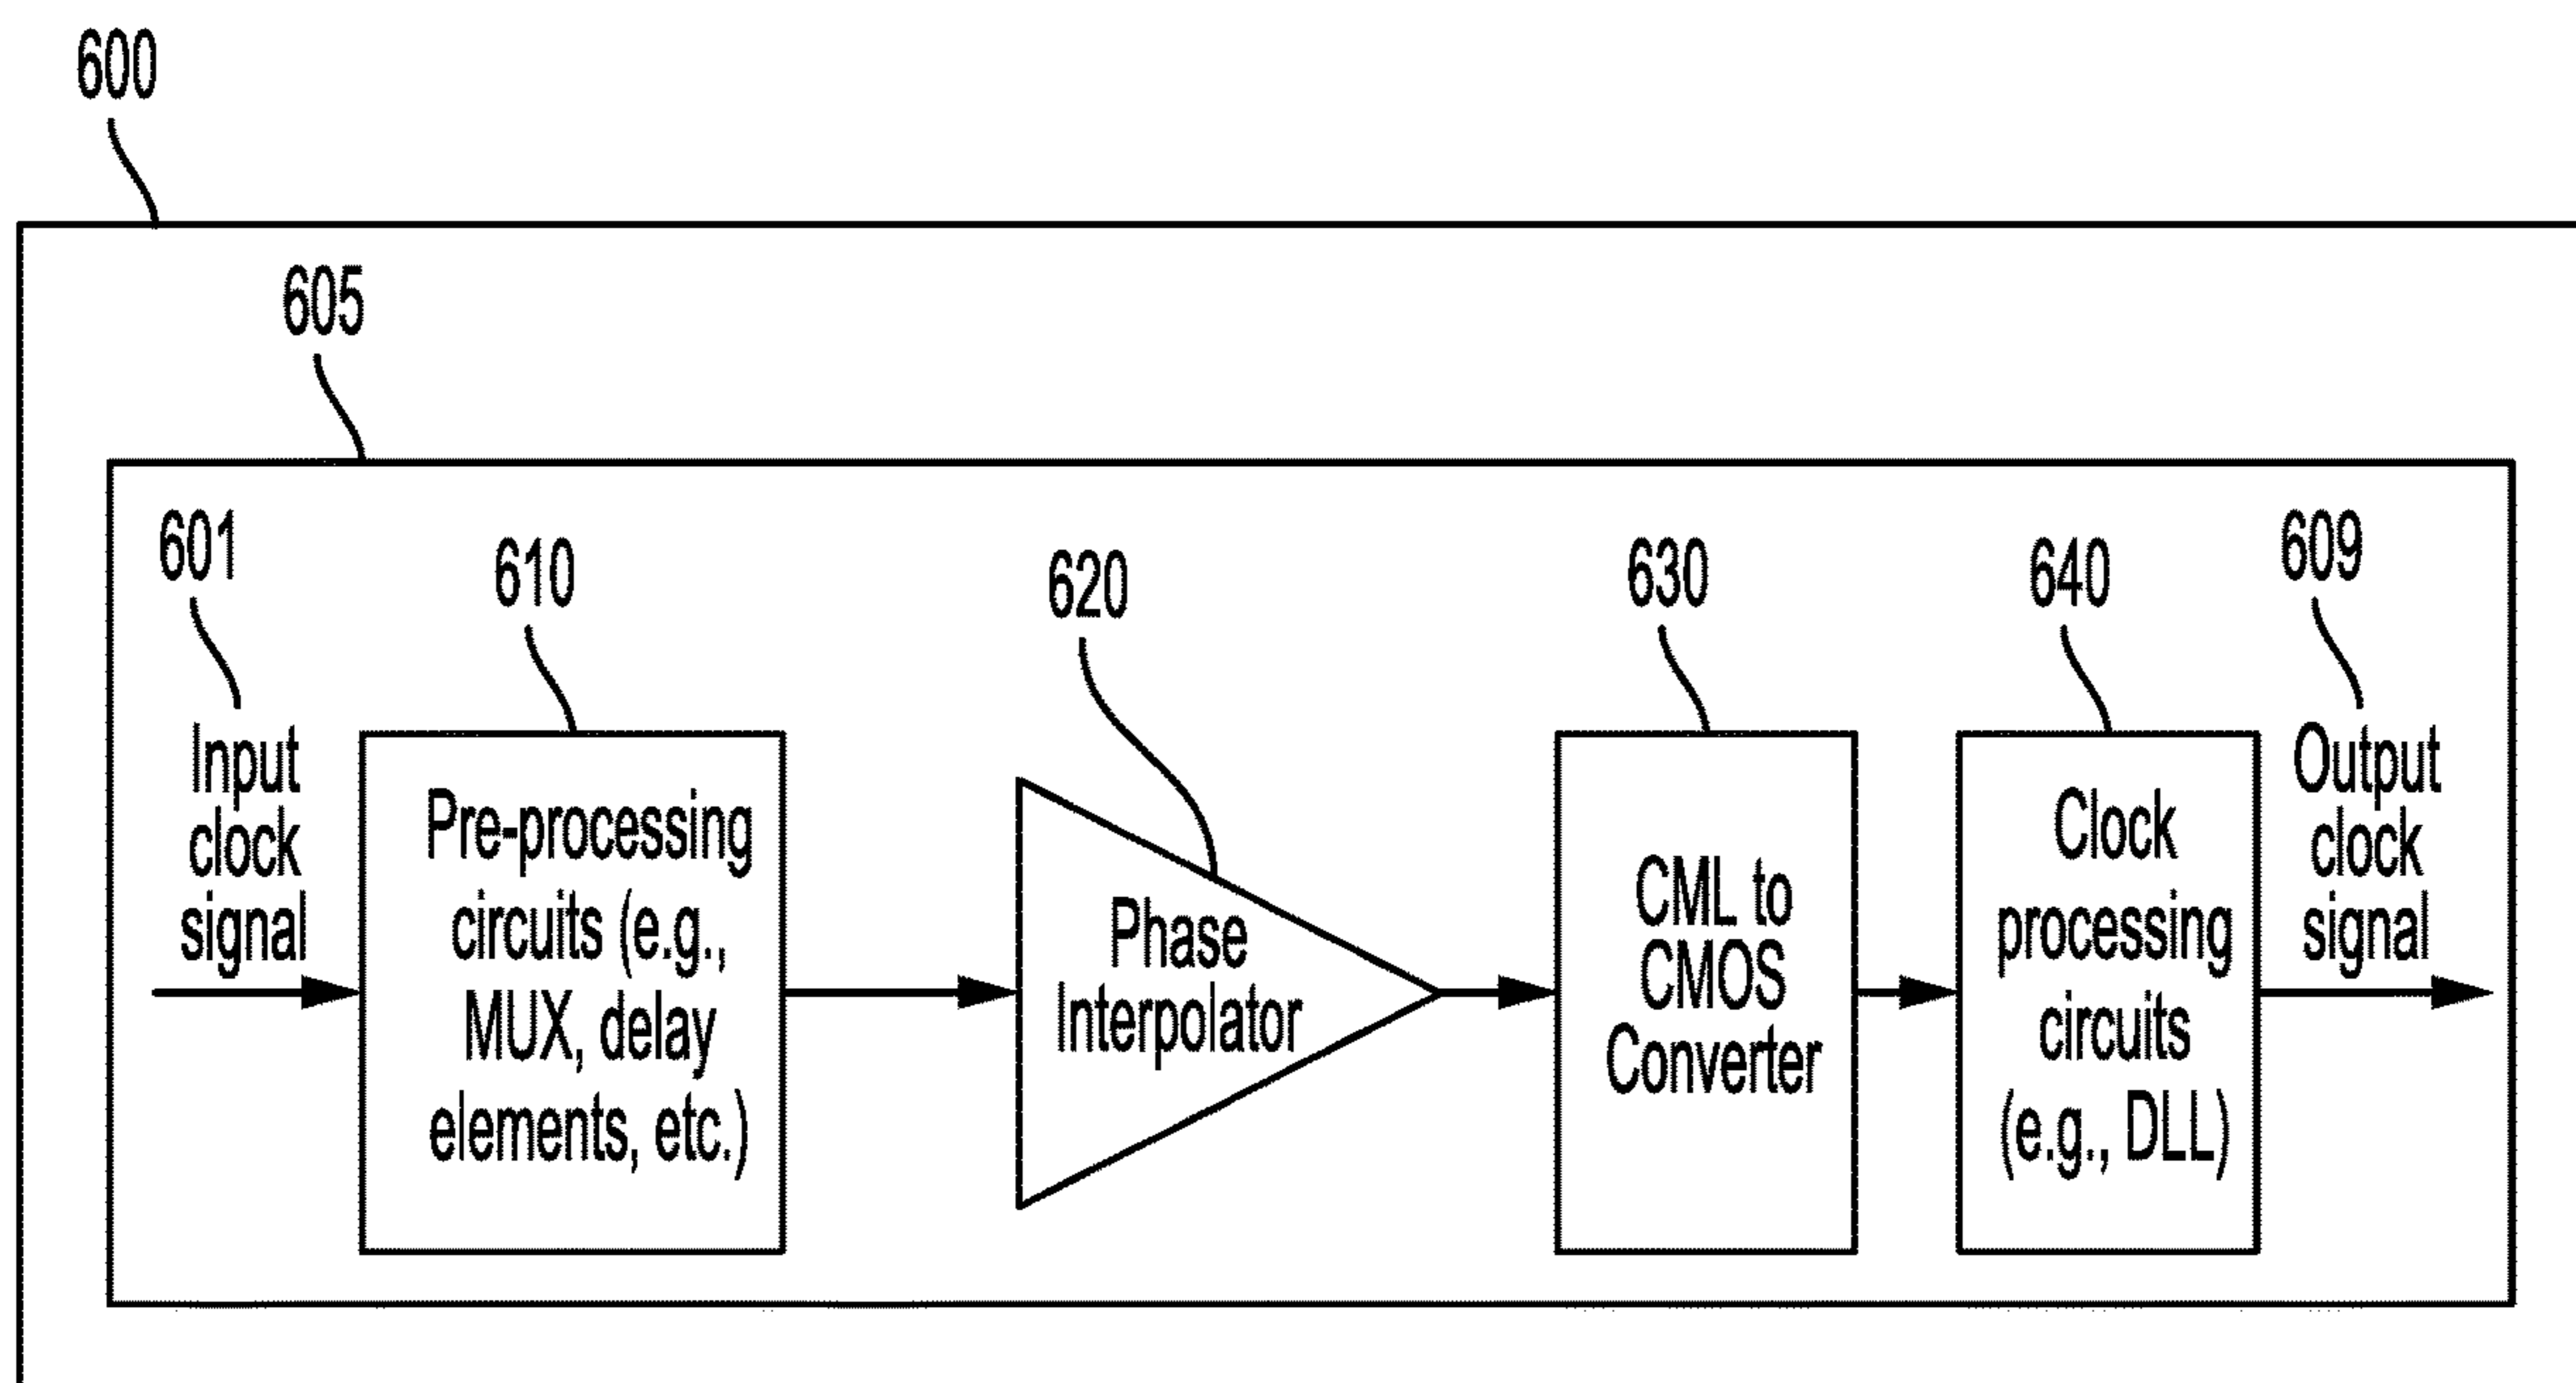 600
605
601
610
620
630
640
609
Input
clock
signal
Pre-processing
circuits (e.g.,
MUX, delay
elements, etc.)
Phase
Interpolator
CML to
CMOS
Converter
Clock
processing
circuits
(e.g., DLL)
Output
clock
signal